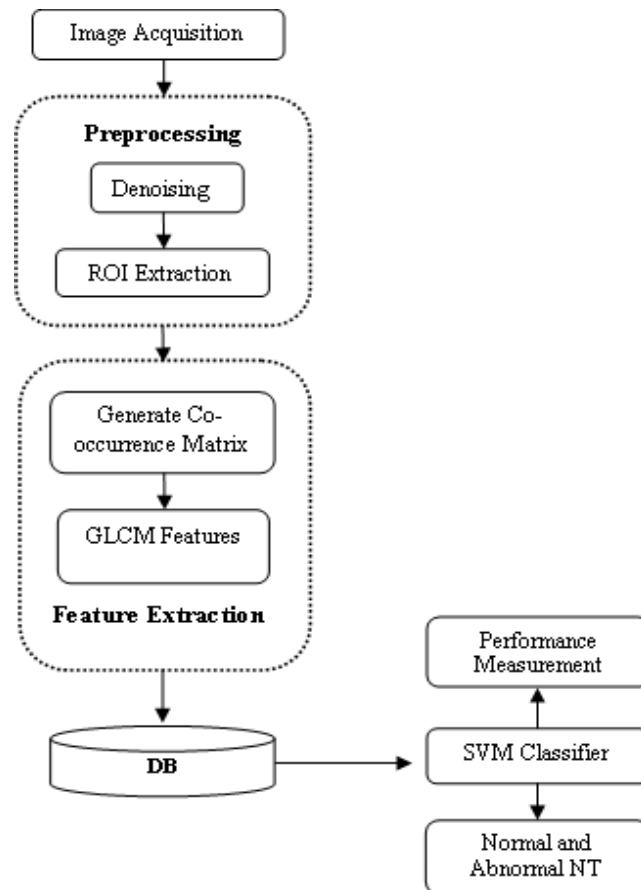 Image Acquisition
Preprocessing
Denoising
ROI Extraction
Generate Co-
occurrence Matrix
GLCM Features
Feature Extraction
DB
Performance
Measurement
SVM Classifier
Normal and
Abnormal NT